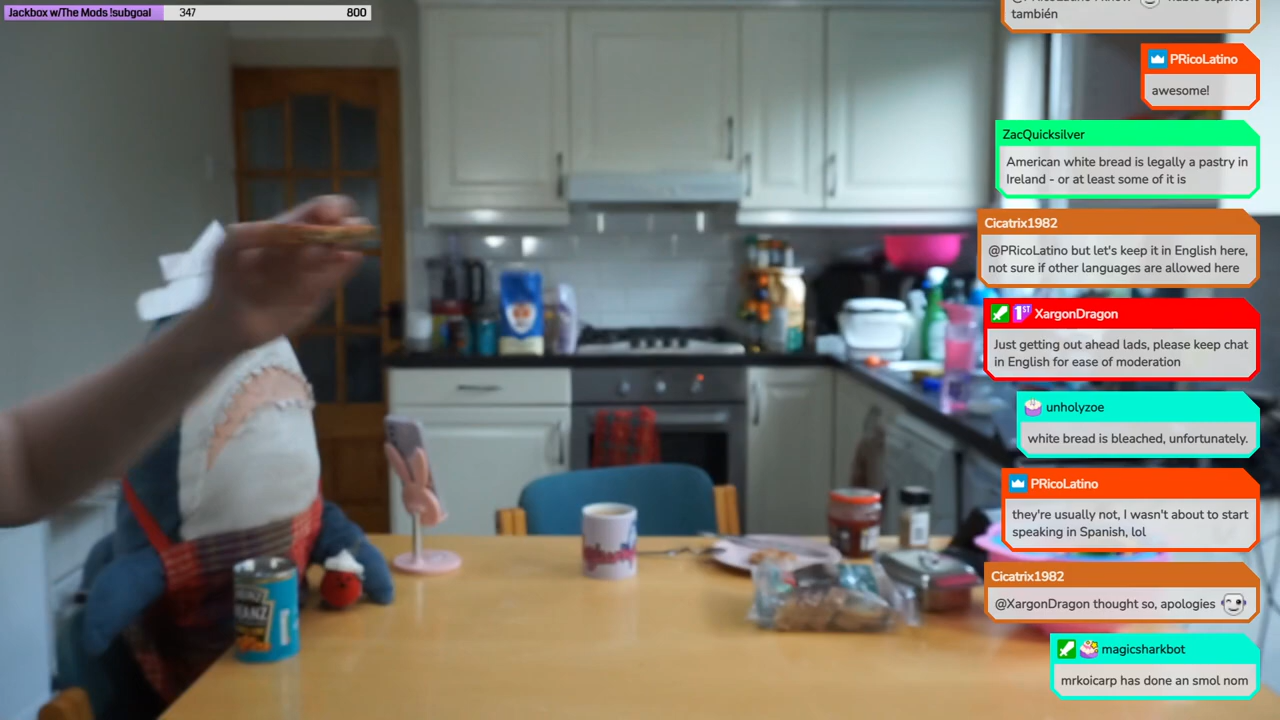 Jackbox w/The Mods !subgoal 347 800
también
PRicoLatino
awesome!
ZacQuicksilver
American white bread is legally a pastry in
Ireland - or at least some of it is
Cicatrix1982
@PRicoLatino but let's keep it in English here,
not sure if other languages are allowed here
1ST XargonDragon
Just getting out ahead lads, please keep chat
in English for ease of moderation
unholyzoe
white bread is bleached, unfortunately.
PRicoLatino
they're usually not, I wasn't about to start
speaking in Spanish, lol
Cicatrix1982
@XargonDragon thought so, apologies
magicsharkbot
mrkoicarp has done an smol nom
HEINZ